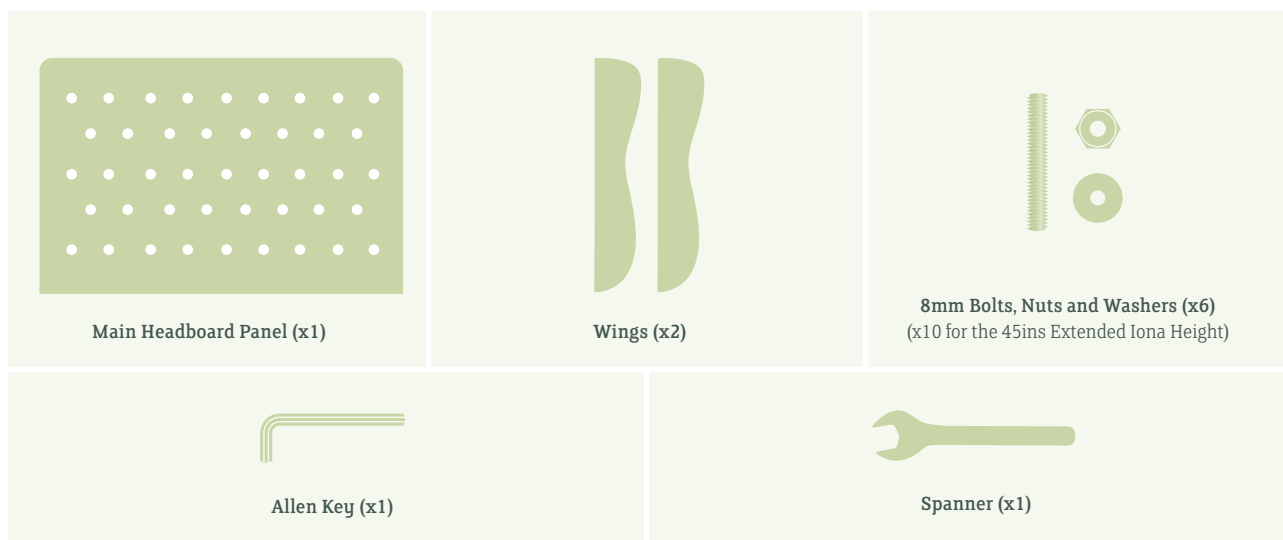 Main Headboard Panel (x1)
Wings (x2)
8mm Bolts, Nuts and Washers (x6)
(x10 for the 45ins Extended Iona Height)
Allen Key (x1)
Spanner (x1)